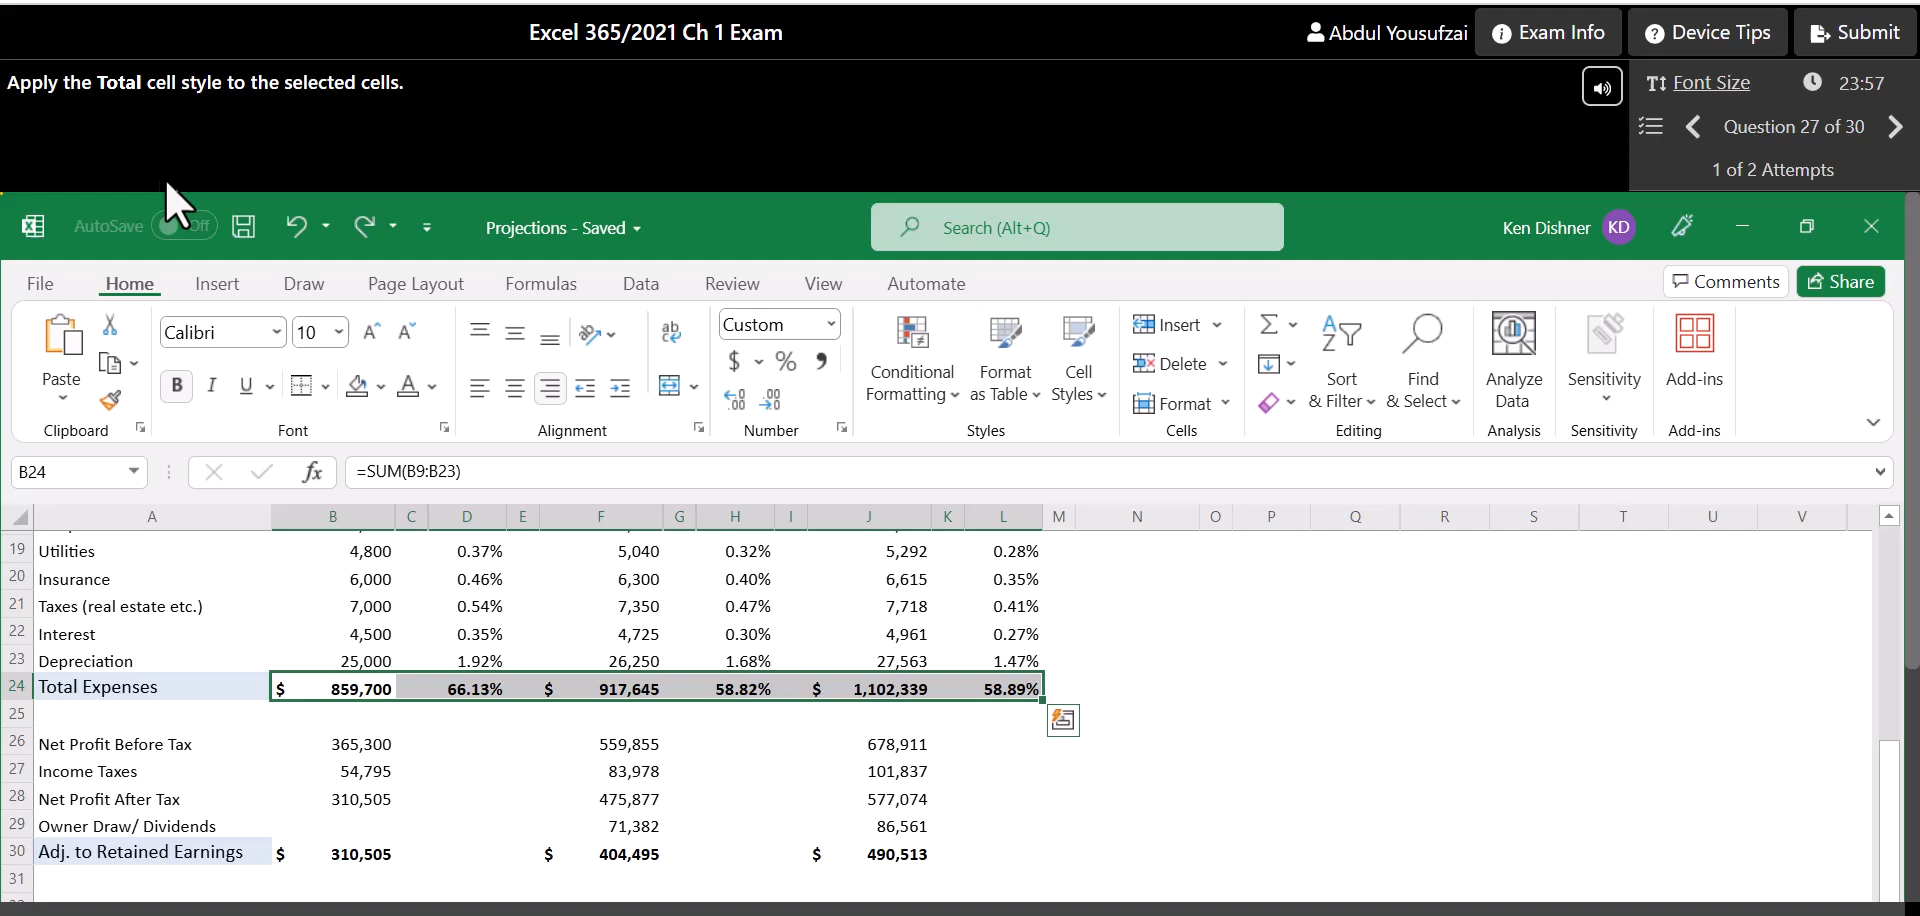 Excel 365/2021 Ch 1 Exam
Abdul Yousufzai
Exam Info
Device Tips
Submit
Apply the Total cell style to the selected cells.
Font Size
23:57
Question 27 of 30
1 of 2 Attempts
AutoSave
Off
Projections - Saved
Search (Alt+Q)
Ken Dishner
KD
File Home Insert Draw Page Layout Formulas Data Review View Automate
Comments
Share
Paste
Clipboard
Calibri
10
B I U
A
Font
ab
Alignment
Custom
$ % ,
Number
Conditional Formatting
Format as Table
Cell Styles
Styles
Insert
Delete
Format
Cells
Sort & Filter
Find & Select
Editing
Analyze Data
Analysis
Sensitivity
Sensitivity
Add-ins
Add-ins
B24
fx
=SUM(B9:B23)
A B C D E F G H I J K L M N O P Q R S T U V
19 Utilities 4,800 0.37% 5,040 0.32% 5,292 0.28%
20 Insurance 6,000 0.46% 6,300 0.40% 6,615 0.35%
21 Taxes (real estate etc.) 7,000 0.54% 7,350 0.47% 7,718 0.41%
22 Interest 4,500 0.35% 4,725 0.30% 4,961 0.27%
23 Depreciation 25,000 1.92% 26,250 1.68% 27,563 1.47%
24 Total Expenses $ 859,700 66.13% $ 917,645 58.82% $ 1,102,339 58.89%
25
26 Net Profit Before Tax 365,300 559,855 678,911
27 Income Taxes 54,795 83,978 101,837
28 Net Profit After Tax 310,505 475,877 577,074
29 Owner Draw/ Dividends 71,382 86,561
30 Adj. to Retained Earnings $ 310,505 $ 404,495 $ 490,513
31